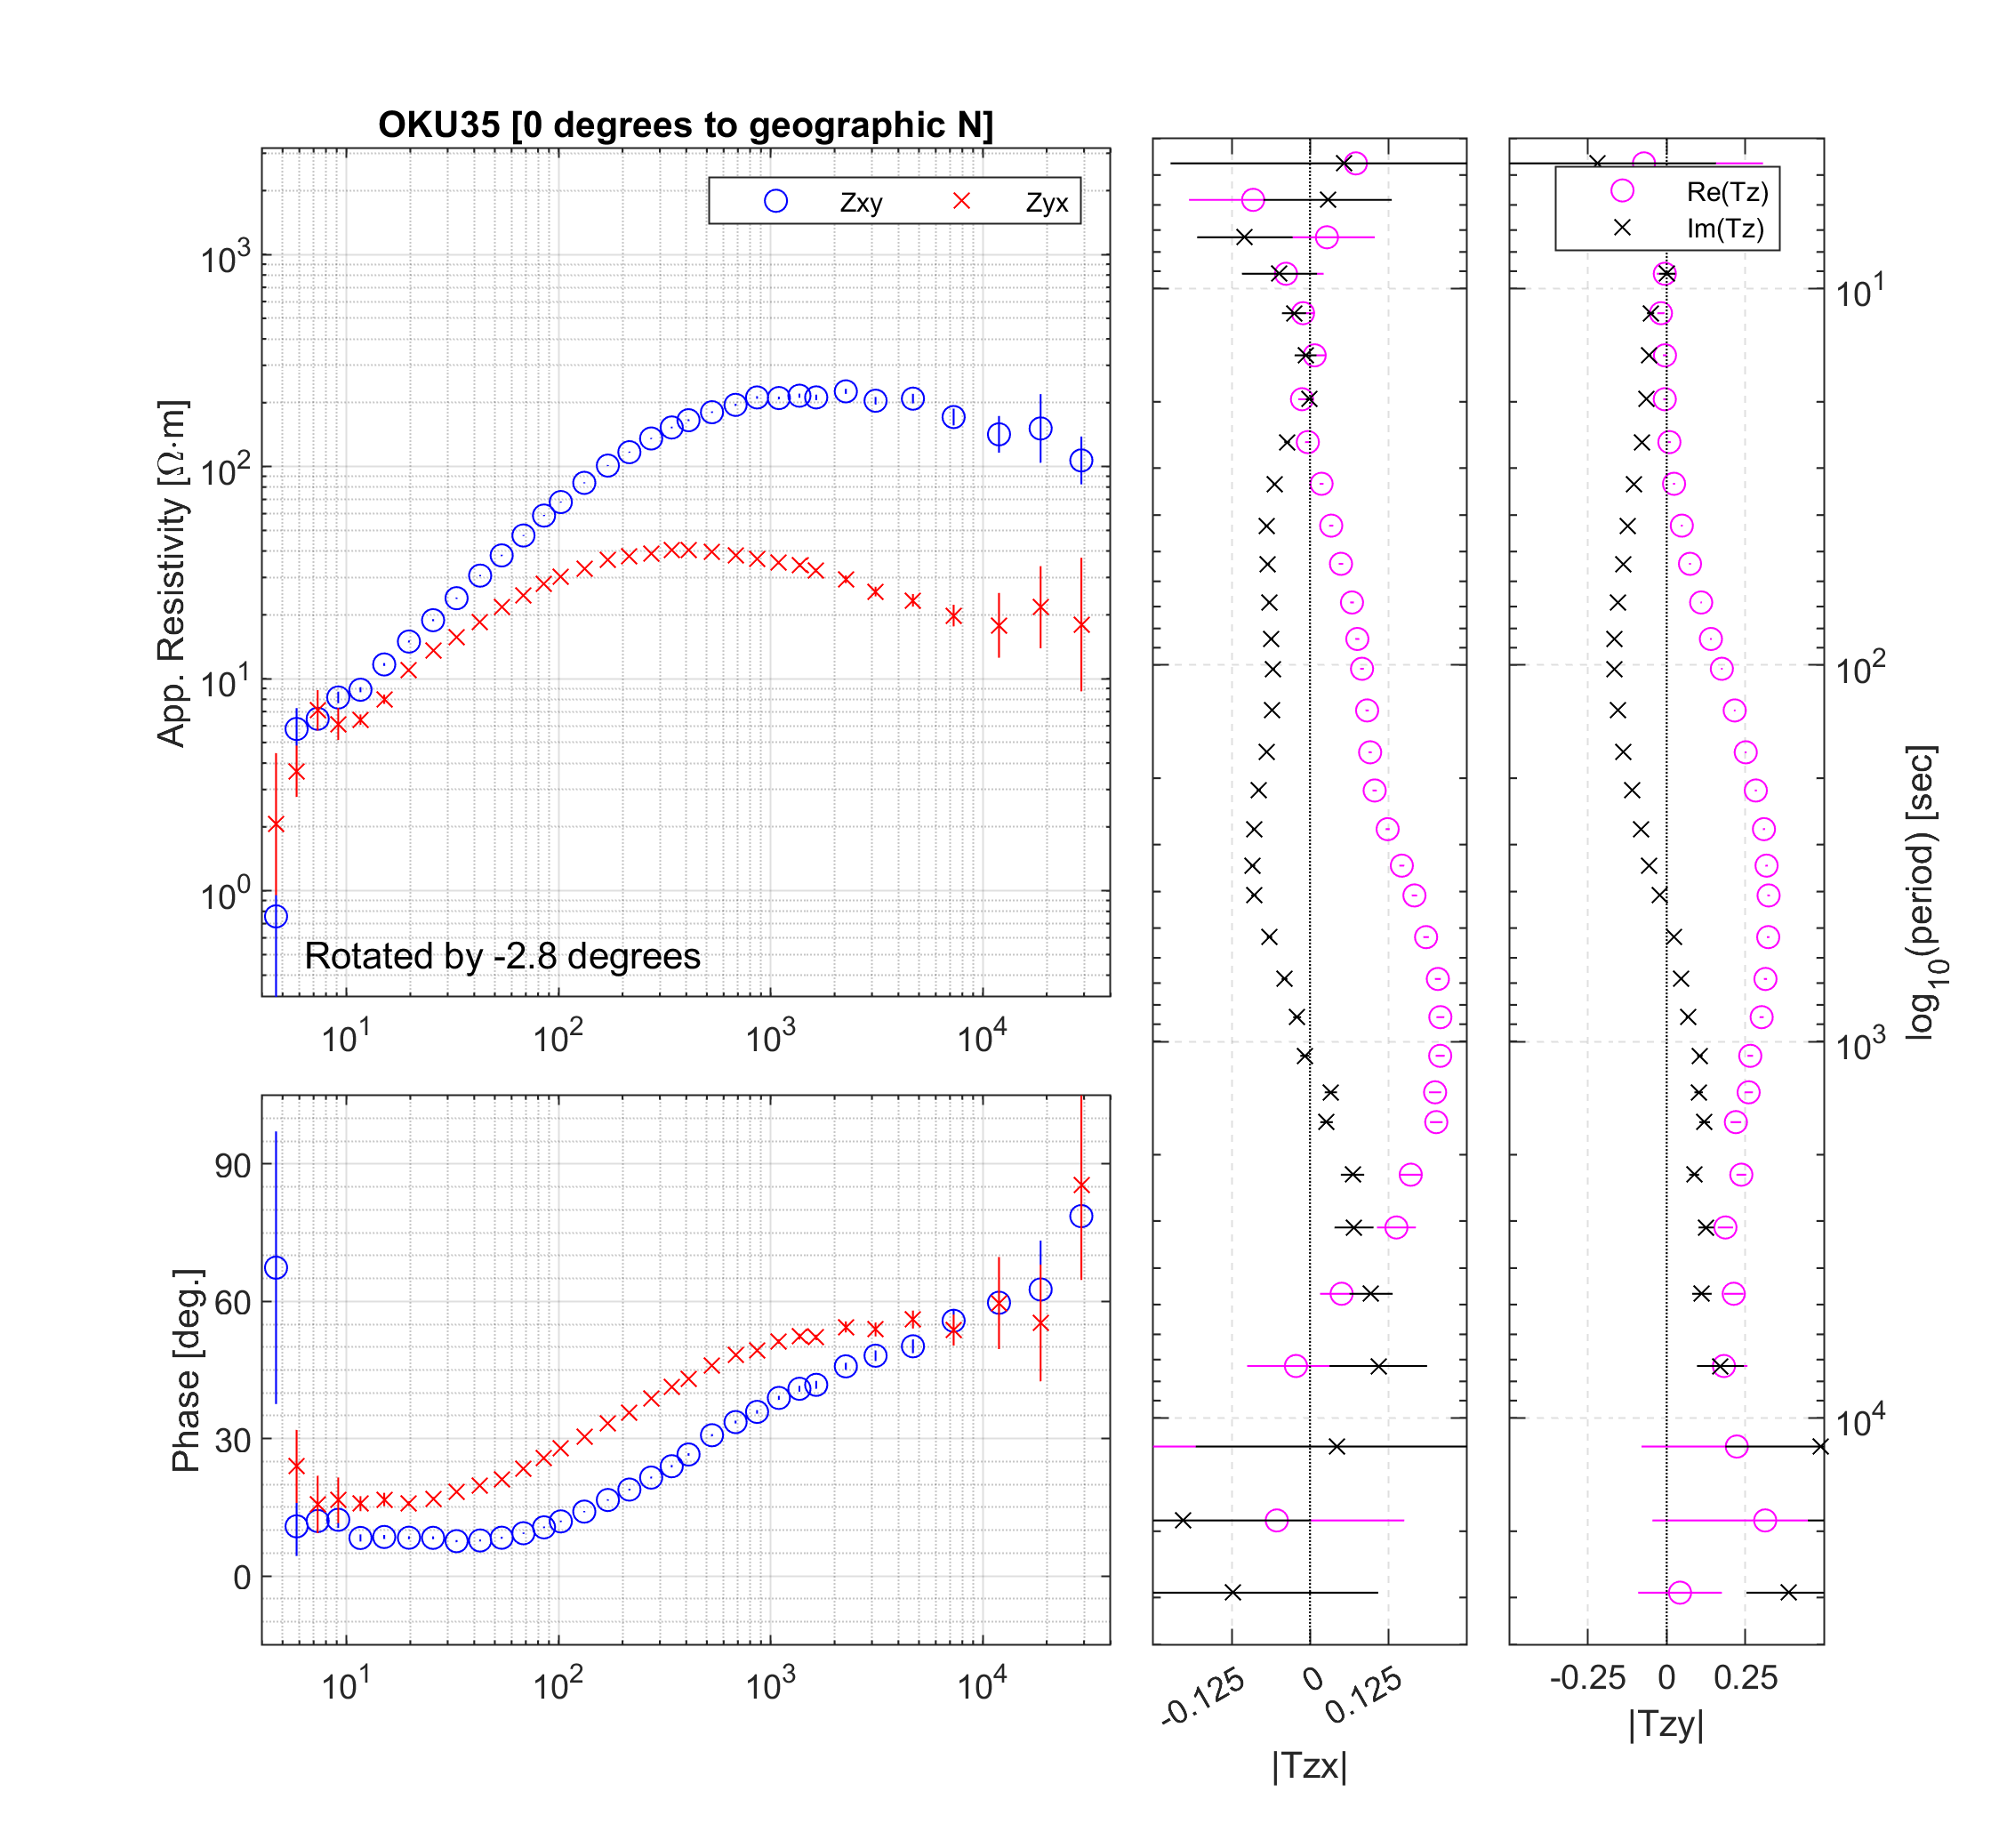 OKU35 [0 degrees to geographic N]
Zxy Zyx
App. Resistivity [Ω·m]
10^3
10^2
10^1
10^0
Rotated by -2.8 degrees
10^1 10^2 10^3 10^4
Phase [deg.]
90
60
30
0
10^1 10^2 10^3 10^4
-0.125 0 0.125
|Tzx|
Re(Tz)
Im(Tz)
10^1
10^2
10^3
10^4
log_10(period) [sec]
-0.25 0 0.25
|Tzy|